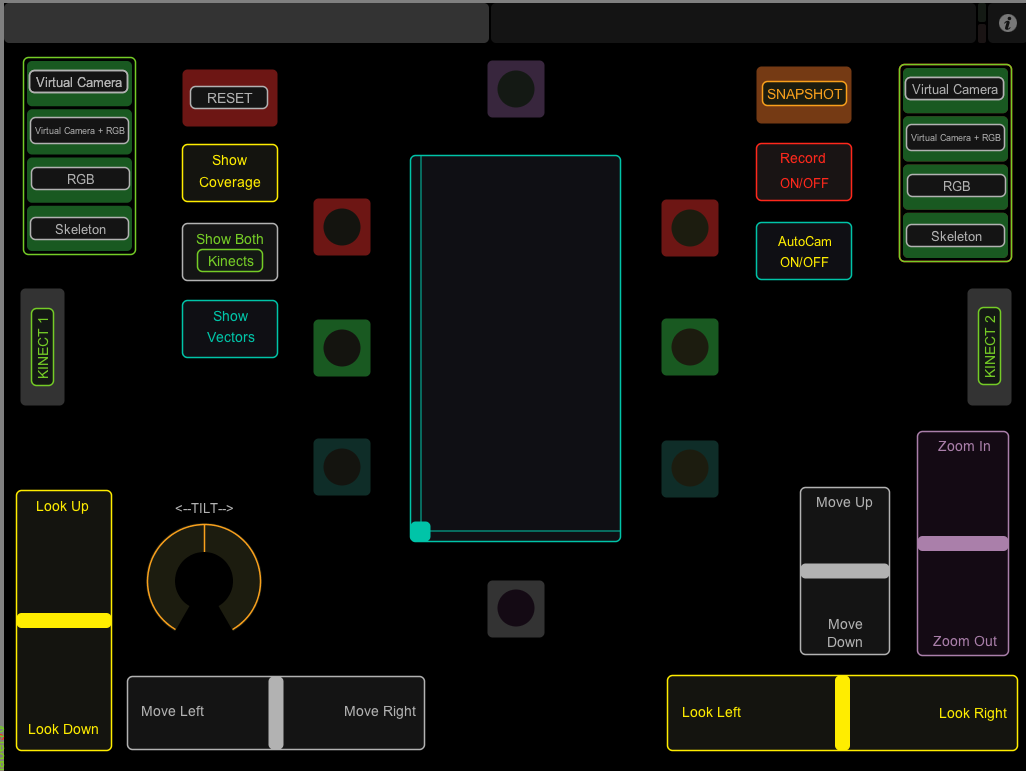 i
Virtual Camera
Virtual Camera + RGB
RGB
Skeleton
RESET
Show
Coverage
Show Both
Kinects
Show
Vectors
SNAPSHOT
Record
ON/OFF
AutoCam
ON/OFF
Virtual Camera
Virtual Camera + RGB
RGB
Skeleton
KINECT 1
KINECT 2
Look Up
Look Down
<--TILT-->
Move Left
Move Right
Move Up
Move
Down
Zoom In
Zoom Out
Look Left
Look Right